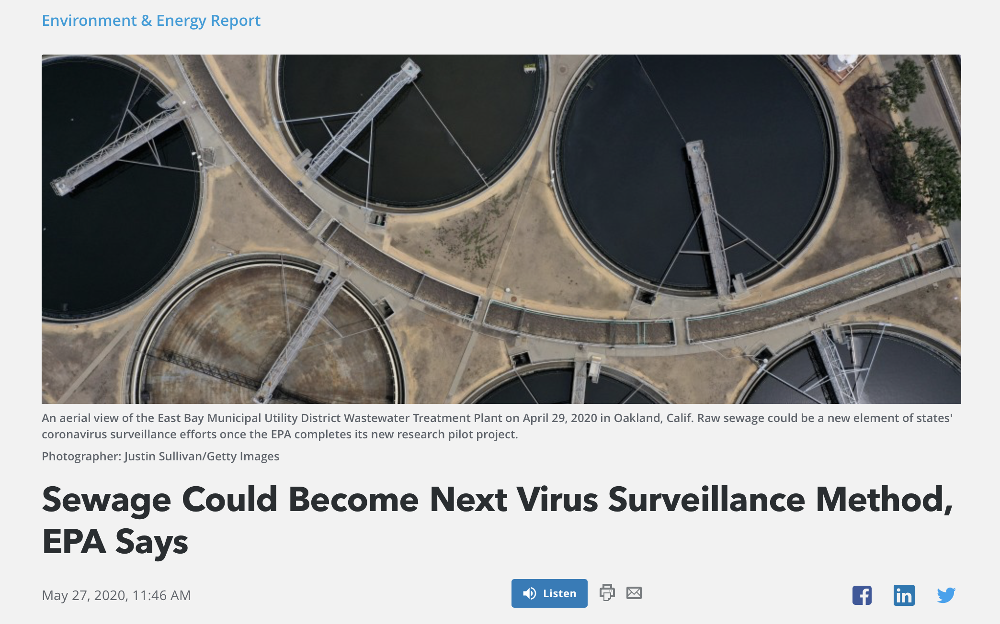 Environment & Energy Report
An aerial view of the East Bay Municipal Utility District Wastewater Treatment Plant on April 29, 2020 in Oakland, Calif. Raw sewage could be a new element of states'
coronavirus surveillance efforts once the EPA completes its new research pilot project.
Photographer: Justin Sullivan/Getty Images
Sewage Could Become Next Virus Surveillance Method,
EPA Says
May 27, 2020, 11:46 AM
Listen